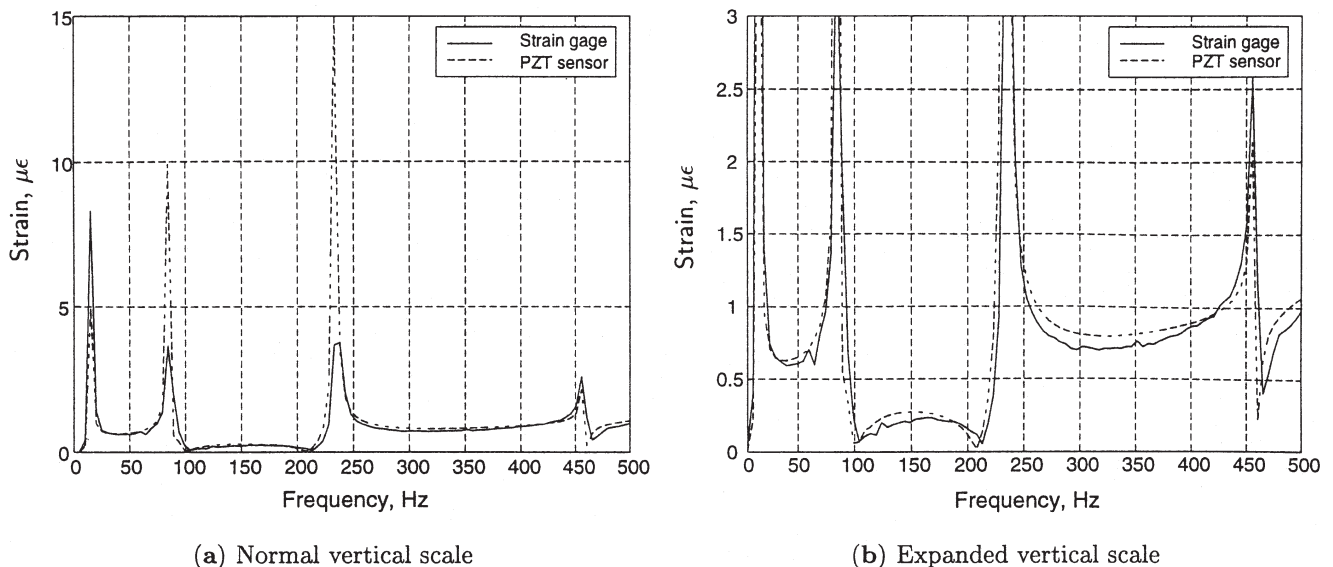 15
10
5
0
Strain, με
Strain gage
PZT sensor
0 50 100 150 200 250 300 350 400 450 500
Frequency, Hz
(a) Normal vertical scale
3
2.5
2
1.5
1
0.5
0
Strain, με
Strain gage
PZT sensor
0 50 100 150 200 250 300 350 400 450 500
Frequency, Hz
(b) Expanded vertical scale